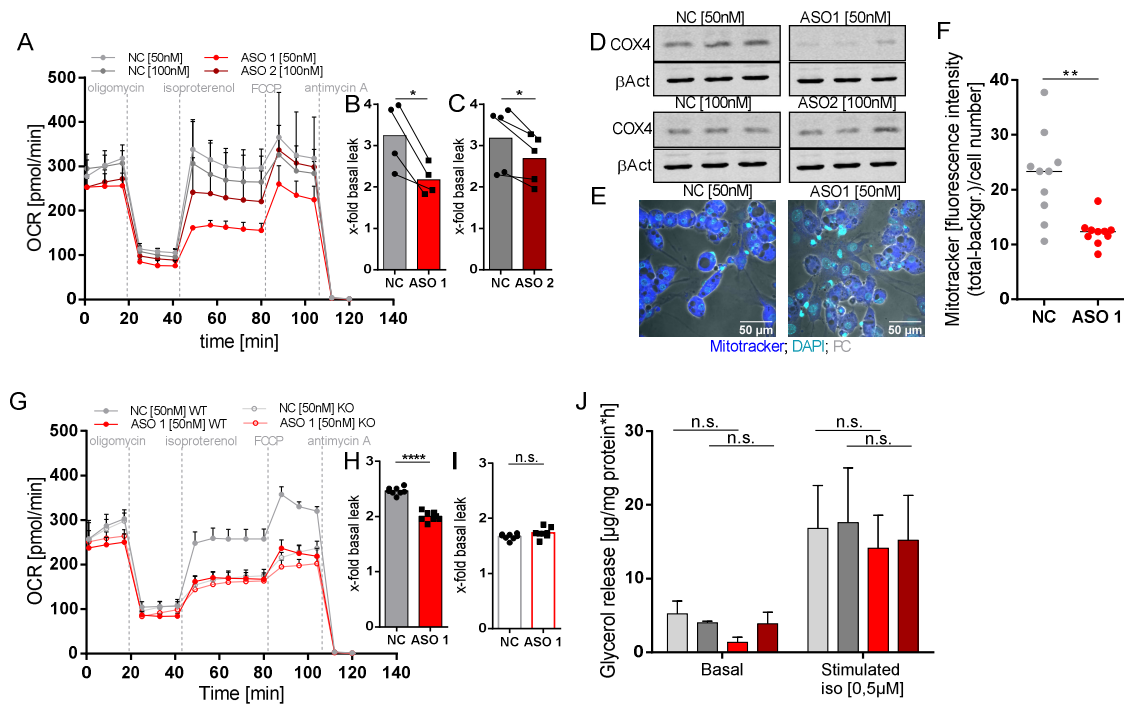 A
NC [50nM]
NC [100nM]
ASO 1 [50nM]
ASO 2 [100nM]
oligomycin
isoproterenol
FCCP
antimycin A
OCR [pmol/min]
500
400
300
200
100
0
0 20 40 60 80 100 120 140
time [min]
B
*
x-fold basal leak
4
3
2
1
0
NC ASO 1
C
*
x-fold basal leak
4
3
2
1
0
NC ASO 2
D
NC [50nM]
ASO1 [50nM]
COX4
βAct
NC [100nM]
ASO2 [100nM]
COX4
βAct
E
NC [50nM]
ASO1 [50nM]
50 µm
50 µm
Mitotracker; DAPI; PC
F
**
Mitotracker [fluorescence intensity
(total-backgr.)/cell number]
40
30
20
10
0
NC ASO 1
G
NC [50nM] WT
ASO 1 [50nM] WT
NC [50nM] KO
ASO 1 [50nM] KO
oligomycin
isoproterenol
FCCP
antimycin A
OCR [pmol/min]
500
400
300
200
100
0
0 20 40 60 80 100 120 140
Time [min]
H
****
x-fold basal leak
3
2
1
0
NC ASO 1
I
n.s.
x-fold basal leak
3
2
1
0
NC ASO 1
J
n.s.
n.s.
n.s.
n.s.
Glycerol release [µg/mg protein*h]
30
20
10
0
Basal
Stimulated
iso [0,5µM]